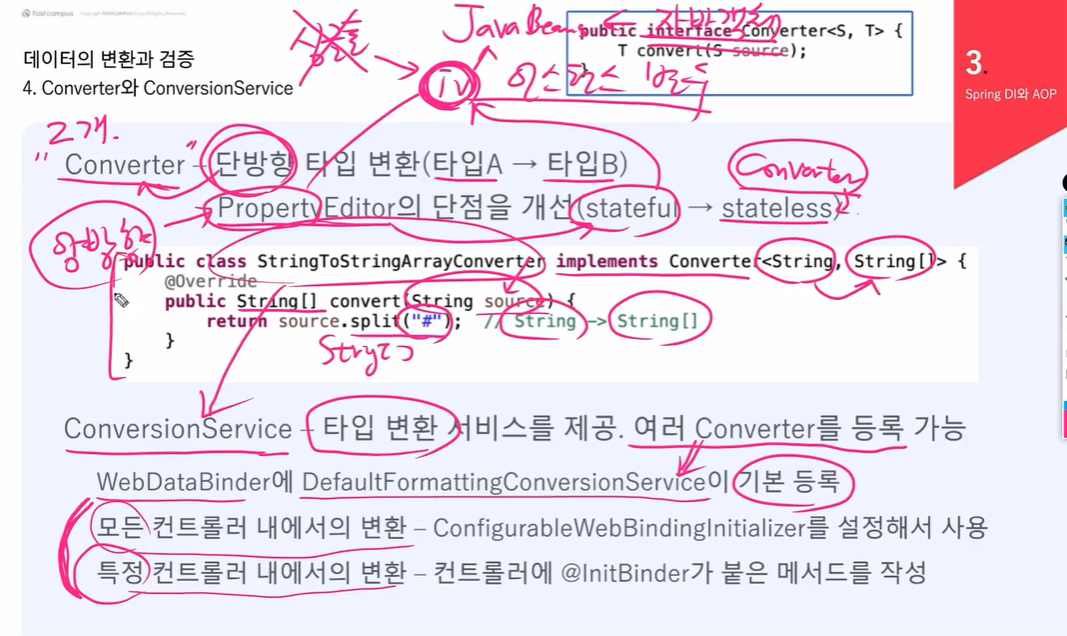 Fast campus Copyright FASTCAMPUS Corp. All Rights Reserved
데이터의 변환과 검증
4. Converter와 ConversionService
JavaBeans
public interface Converter<S, T> {
T convert(S source);
}
iv
싱글톤
3.
Spring DI와 AOP
2개.
"Converter" – 단방향 타입 변환(타입A → 타입B)
Converter
PropertyEditor의 단점을 개선(stateful → stateless)
양방향
public class StringToStringArrayConverter implements Converter<String, String[]> {
@Override
public String[] convert(String source) {
return source.split("#"); // String -> String[]
}
}
String[]
ConversionService – 타입 변환 서비스를 제공. 여러 Converter를 등록 가능
WebDataBinder에 DefaultFormattingConversionService이 기본 등록
모든 컨트롤러 내에서의 변환 – ConfigurableWebBindingInitializer를 설정해서 사용
특정 컨트롤러 내에서의 변환 – 컨트롤러에 @InitBinder가 붙은 메서드를 작성